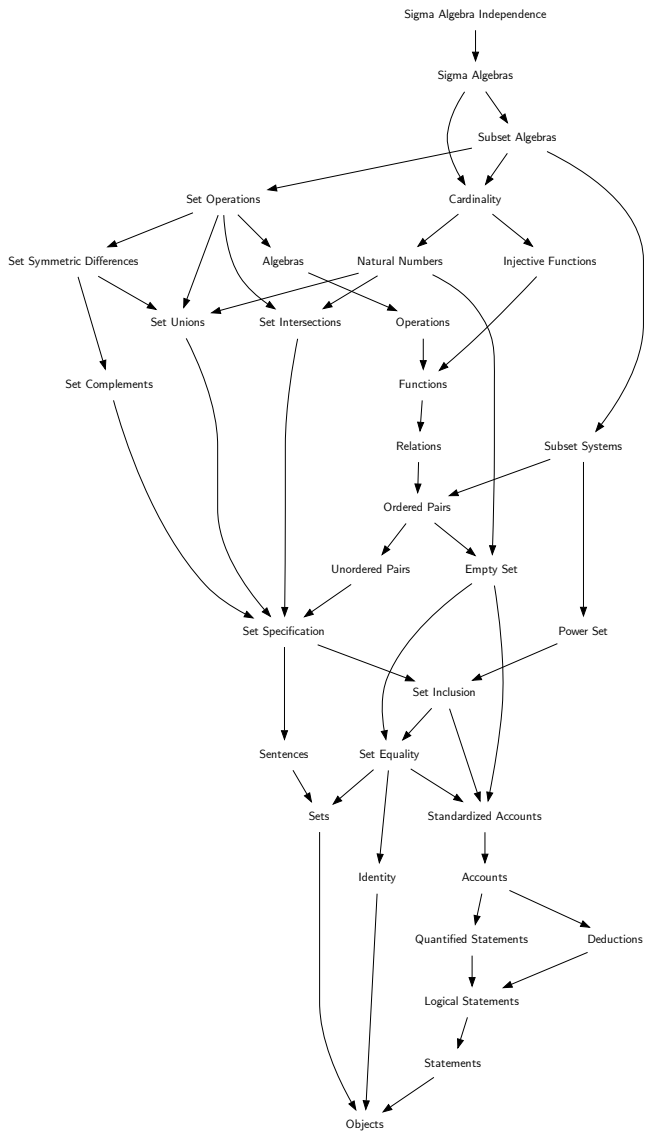 Sigma Algebra Independence
Sigma Algebras
Subset Algebras
Set Operations
Cardinality
Set Symmetric Differences
Algebras
Natural Numbers
Injective Functions
Set Unions
Set Intersections
Operations
Set Complements
Functions
Relations
Subset Systems
Ordered Pairs
Unordered Pairs
Empty Set
Set Specification
Power Set
Set Inclusion
Sentences
Set Equality
Sets
Standardized Accounts
Identity
Accounts
Quantified Statements
Deductions
Logical Statements
Statements
Objects